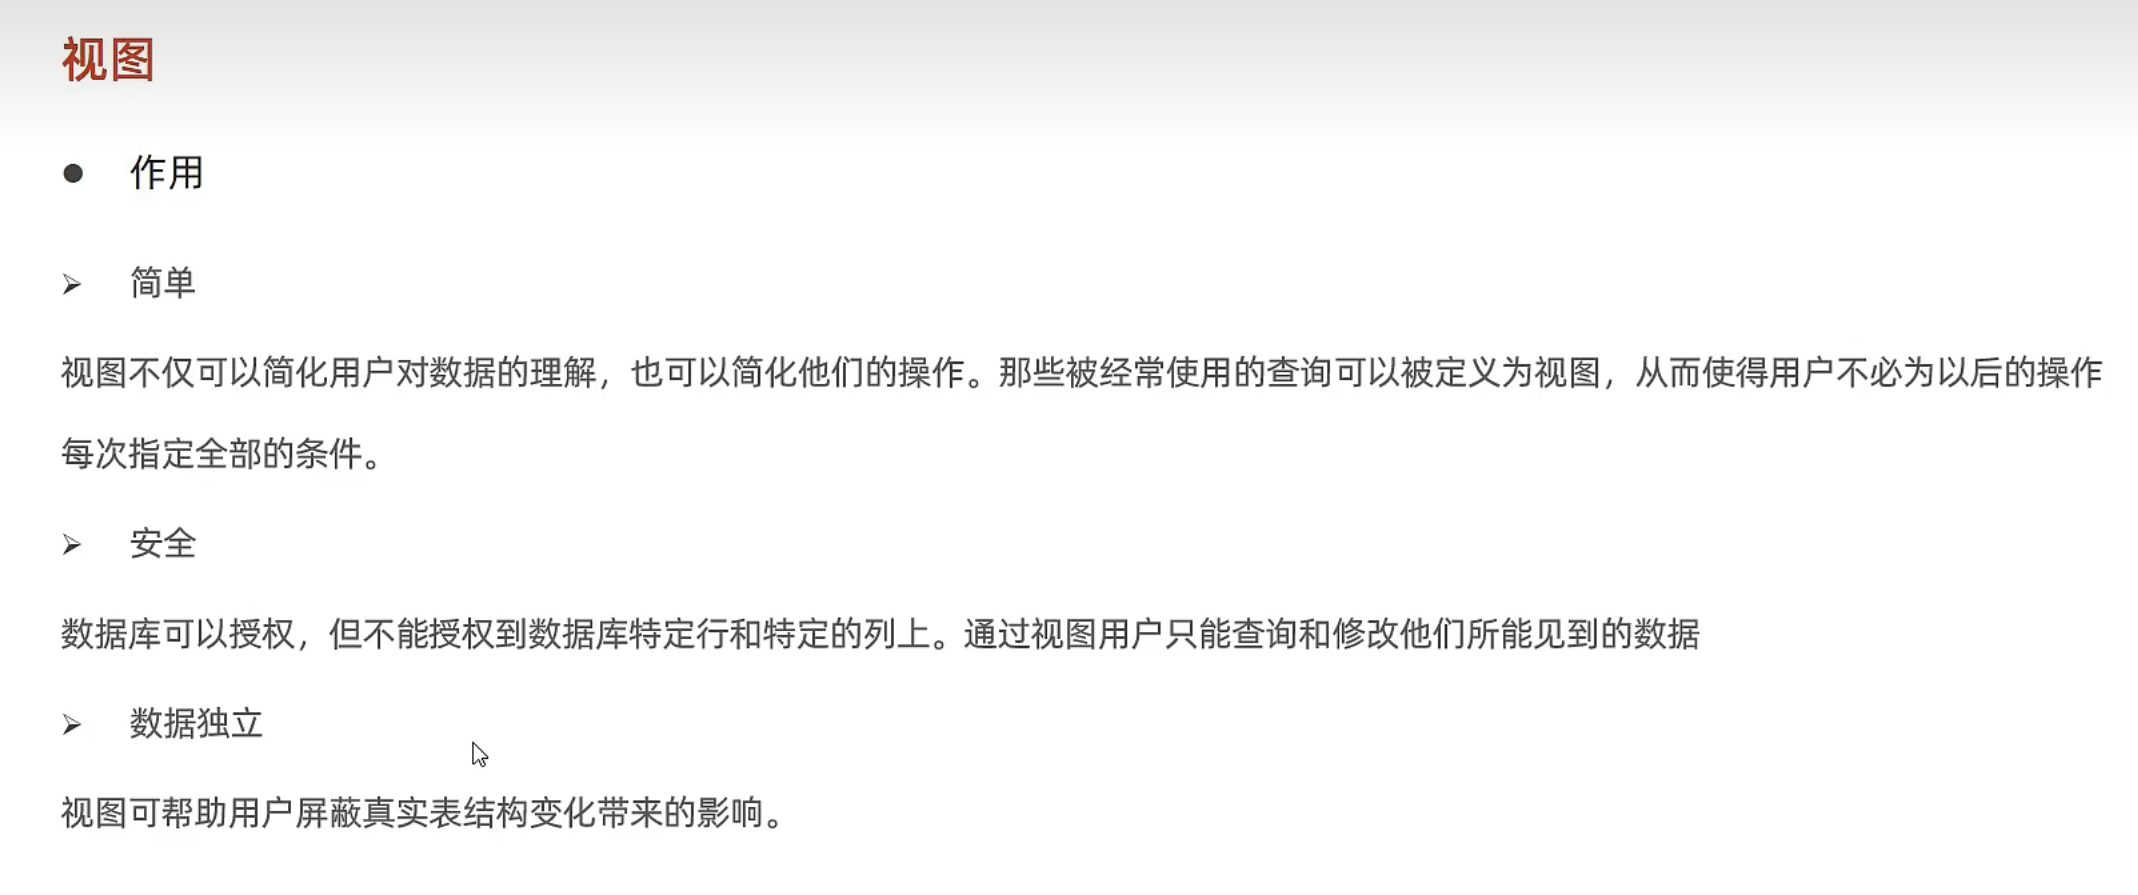 视图
● 作用
➢ 简单
视图不仅可以简化用户对数据的理解，也可以简化他们的操作。那些被经常使用的查询可以被定义为视图，从而使得用户不必为以后的操作
每次指定全部的条件。
➢ 安全
数据库可以授权，但不能授权到数据库特定行和特定的列上。通过视图用户只能查询和修改他们所能见到的数据
➢ 数据独立
视图可帮助用户屏蔽真实表结构变化带来的影响。